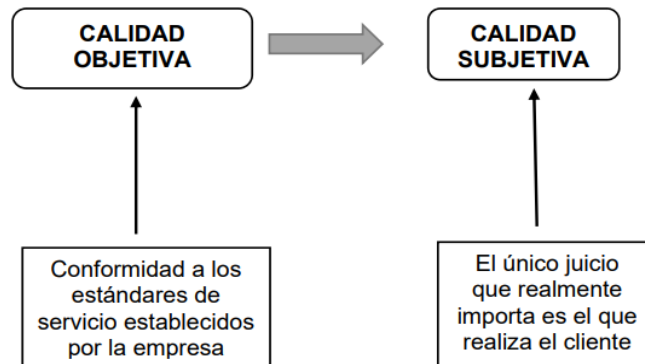 CALIDAD
OBJETIVA
CALIDAD
SUBJETIVA
Conformidad a los
estándares de
servicio establecidos
por la empresa
El único juicio
que realmente
importa es el que
realiza el cliente